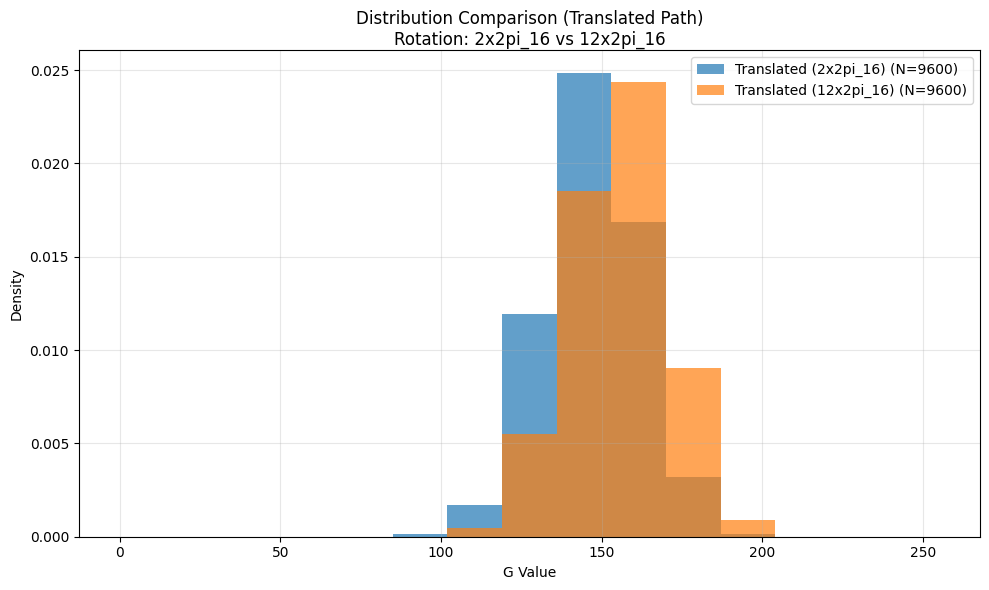 Distribution Comparison (Translated Path)
Rotation: 2x2pi_16 vs 12x2pi_16
Translated (2x2pi_16) (N=9600)
Translated (12x2pi_16) (N=9600)
0.025
0.020
0.015
0.010
0.005
0.000
Density
0 50 100 150 200 250
G Value